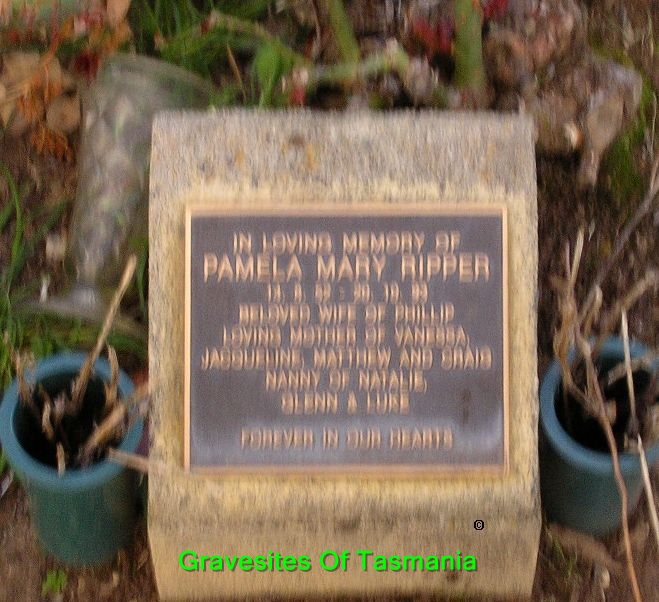 IN LOVING MEMORY OF
PAMELA MARY RIPPER
BELOVED WIFE OF PHILLIP
LOVING MOTHER OF VANESSA,
JACQUELINE, MATTHEW AND CRAIG
NANNY OF NATALIE,
GLENN & LUKE
FOREVER IN OUR HEARTS
©
Gravesites Of Tasmania